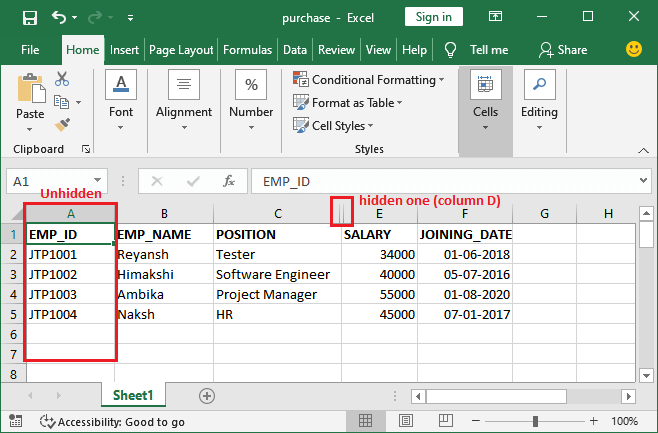 purchase - Excel
Sign in
File Home Insert Page Layout Formulas Data Review View Help Tell me Share
Paste
Clipboard
Font
Alignment
%
Number
Conditional Formatting
Format as Table
Cell Styles
Styles
Cells
Editing
Unhidden
hidden one (column D)
A1 fx EMP_ID
A B C E F G H
1 EMP_ID EMP_NAME POSITION SALARY JOINING_DATE
2 JTP1001 Reyansh Tester 34000 01-06-2018
3 JTP1002 Himakshi Software Engineer 40000 05-07-2016
4 JTP1003 Ambika Project Manager 55000 01-08-2020
5 JTP1004 Naksh HR 45000 07-01-2017
6
7
8
Sheet1
Accessibility: Good to go
100%